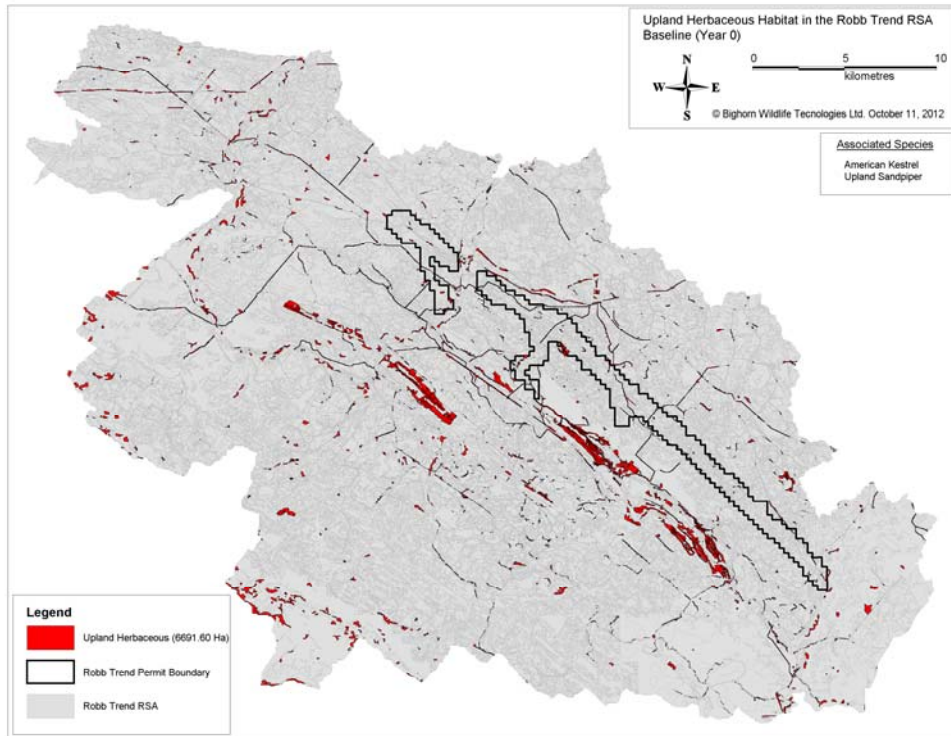 Upland Herbaceous Habitat in the Robb Trend RSA
Baseline (Year 0)
0 5 10
kilometres
N
W E
S
© Bighorn Wildlife Tecnologies Ltd. October 11, 2012
Associated Species
American Kestrel
Upland Sandpiper
Legend
Upland Herbaceous (6691.60 Ha)
Robb Trend Permit Boundary
Robb Trend RSA